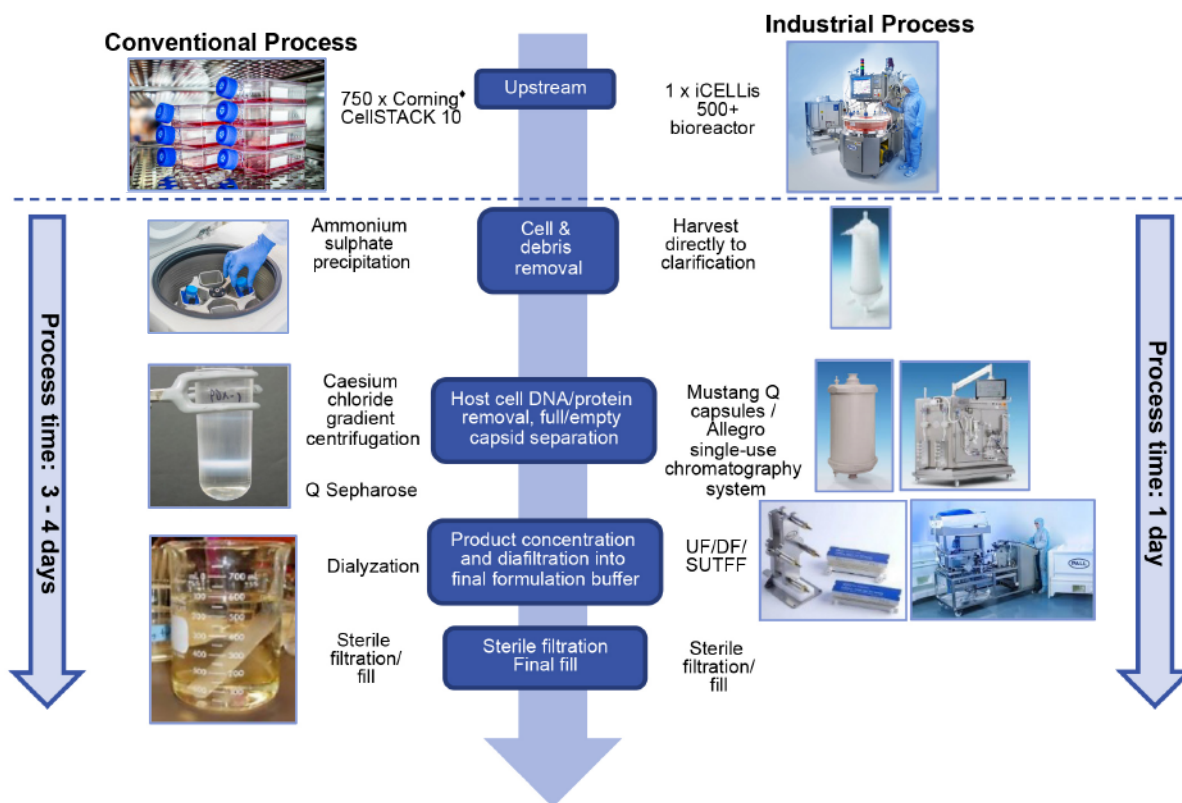 Conventional Process
Industrial Process
750 x Corning♦
CellSTACK 10
Upstream
1 x iCELLis
500+
bioreactor
Ammonium
sulphate
precipitation
Cell &
debris
removal
Harvest
directly to
clarification
Process time:  3 - 4 days
Process time: 1 day
Caesium
chloride
gradient
centrifugation
Q Sepharose
Host cell DNA/protein
removal, full/empty
capsid separation
Mustang Q
capsules /
Allegro
single-use
chromatography
system
Dialyzation
Product concentration
and diafiltration into
final formulation buffer
UF/DF/
SUTFF
PALL
Sterile
filtration/
fill
Sterile filtration
Final fill
Sterile
filtration/
fill